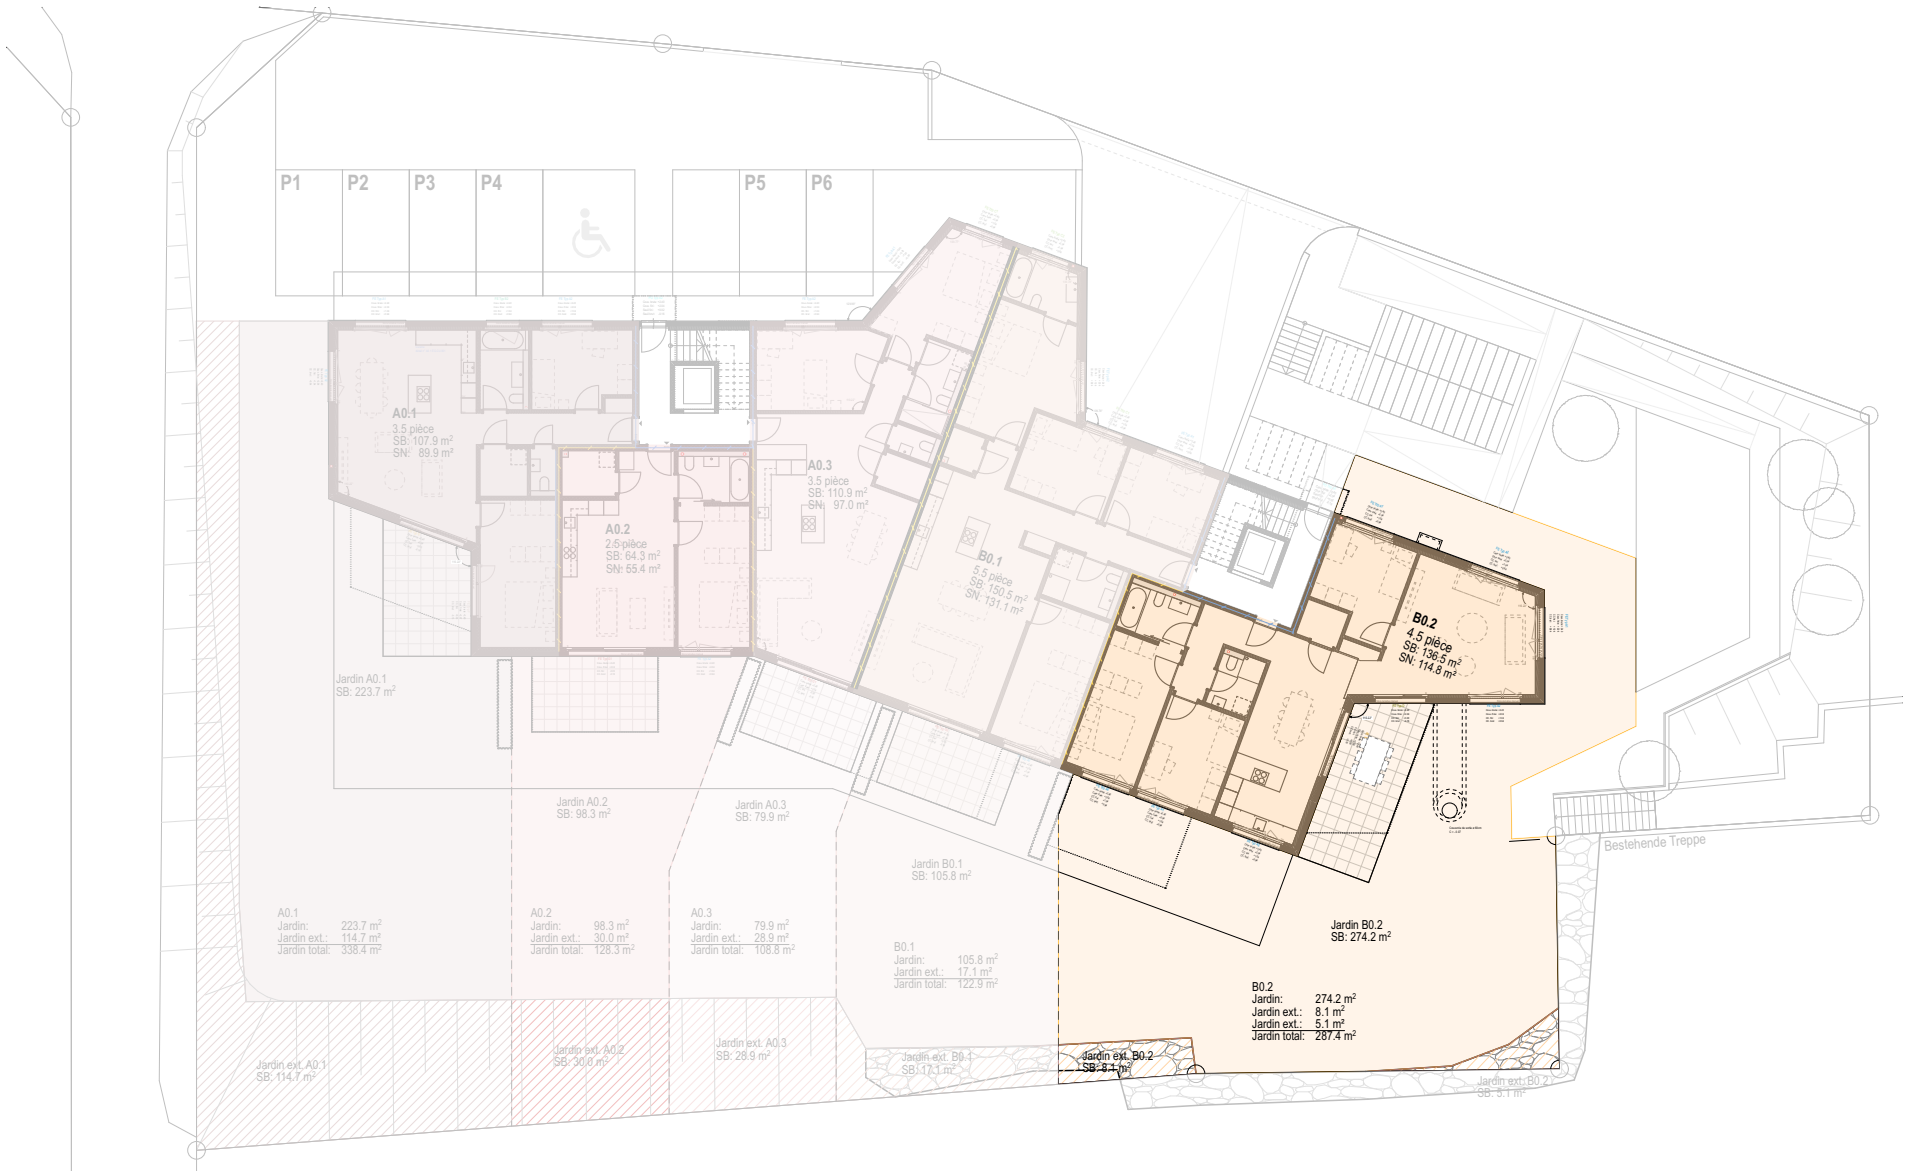 P1
P2
P3
P4
P5
P6
A0.1
3.5 pièce
SB: 107.9 m²
SN: 89.9 m²
A0.2
2.5 pièce
SB: 64.3 m²
SN: 55.4 m²
A0.3
3.5 pièce
SB: 110.9 m²
SN: 97.0 m²
B0.1
5.5 pièce
SB: 150.5 m²
SN: 131.1 m²
B0.2
4.5 pièce
SB: 136.5 m²
SN: 114.8 m²
Jardin A0.1
SB: 223.7 m²
Jardin A0.2
SB: 98.3 m²
Jardin A0.3
SB: 79.9 m²
Jardin B0.1
SB: 105.8 m²
Bestehende Treppe
Jardin B0.2
SB: 274.2 m²
A0.1
Jardin: 223.7 m²
Jardin ext.: 114.7 m²
Jardin total: 338.4 m²
A0.2
Jardin: 98.3 m²
Jardin ext.: 30.0 m²
Jardin total: 128.3 m²
A0.3
Jardin: 79.9 m²
Jardin ext.: 28.9 m²
Jardin total: 108.8 m²
B0.1
Jardin: 105.8 m²
Jardin ext.: 17.1 m²
Jardin total: 122.9 m²
B0.2
Jardin: 274.2 m²
Jardin ext.: 8.1 m²
Jardin ext.: 5.1 m²
Jardin total: 287.4 m²
Jardin ext. A0.1
SB: 114.7 m²
Jardin ext. A0.2
SB: 30.0 m²
Jardin ext. A0.3
SB: 28.9 m²
Jardin ext. B0.1
SB: 17.1 m²
Jardin ext. B0.2
SB: 8.1 m²
Jardin ext. B0.2
SB: 5.1 m²